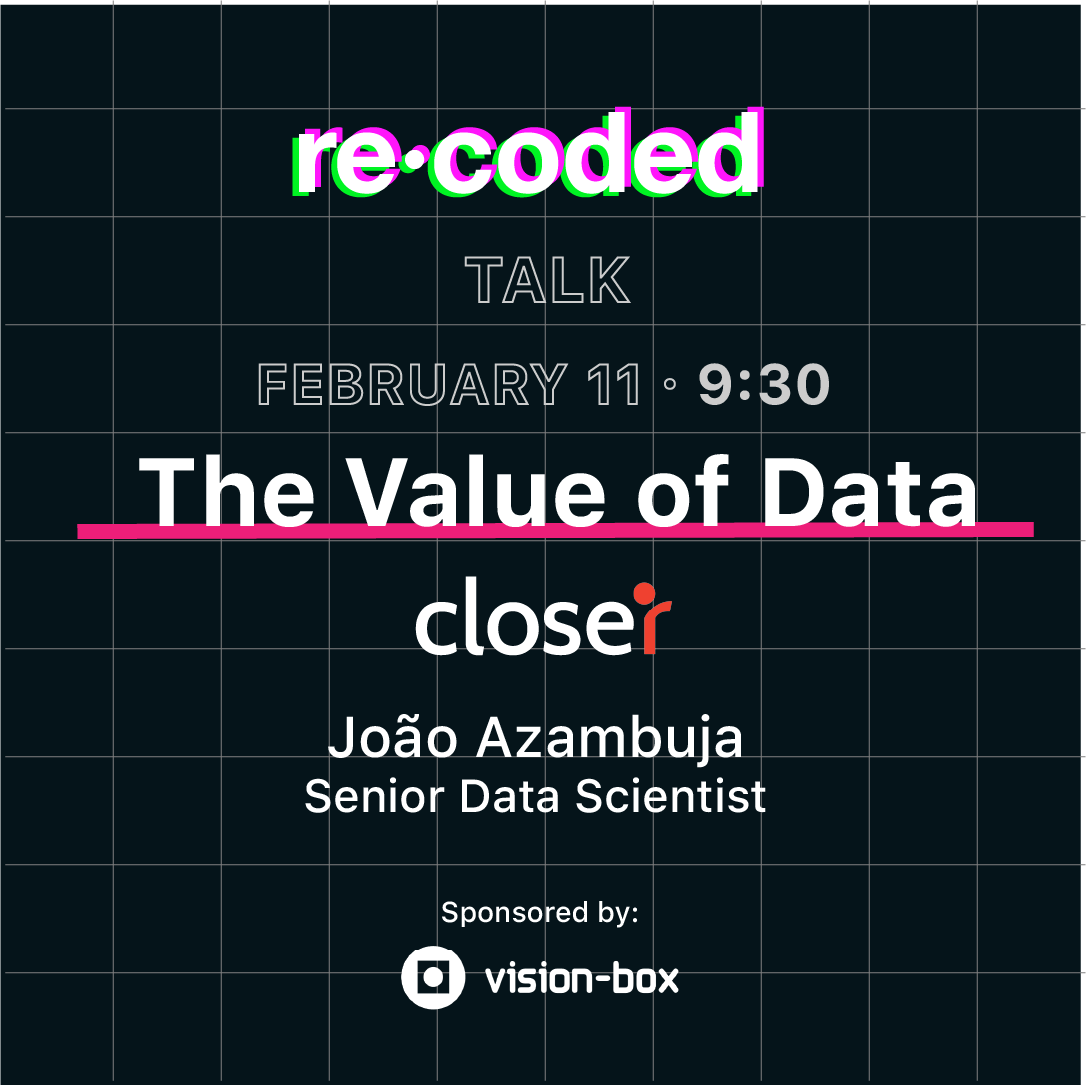 re·coded
TALK
FEBRUARY 11 · 9:30
The Value of Data
closer
João Azambuja
Senior Data Scientist
Sponsored by:
vision-box